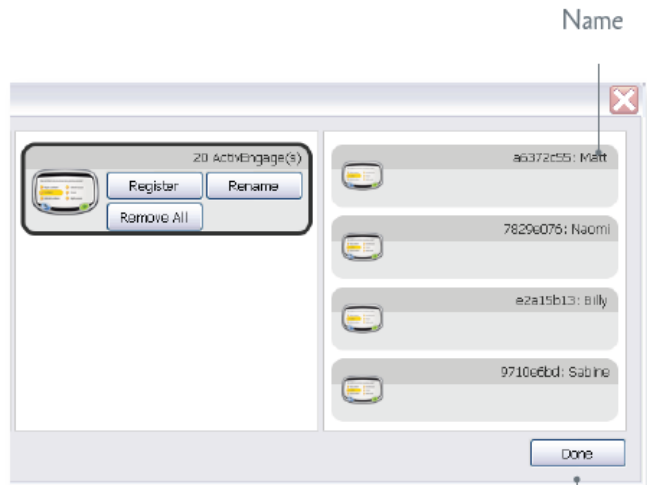 Name
20 ActivEngage(s)
Register
Rename
Remove All
a6372c55: Matt
7829e076: Naomi
e2a15b13: Billy
9710e6bd: Sabine
Done